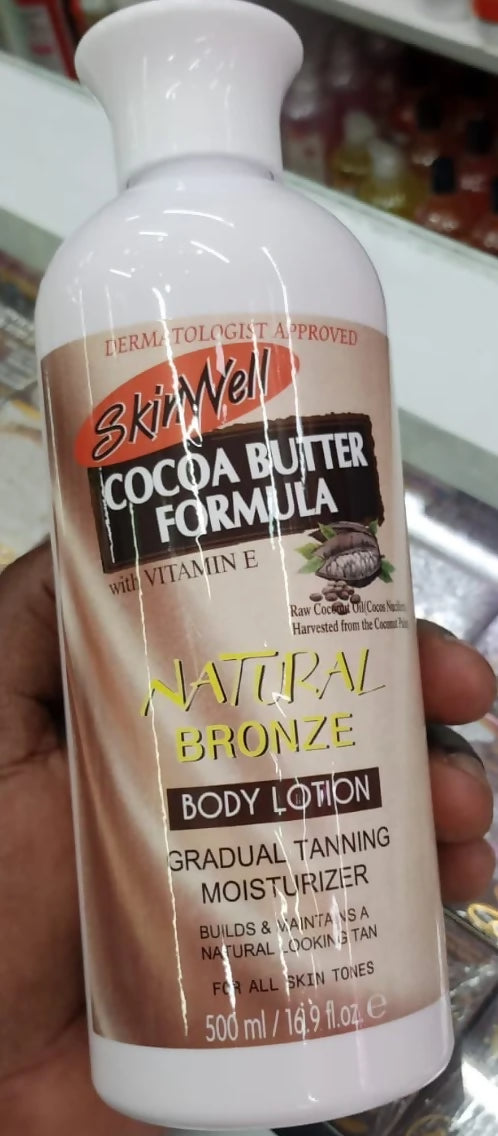 DERMATOLOGIST APPROVED
SkinWell
COCOA BUTTER
FORMULA
with VITAMIN E
Raw Coconut Oil(Cocos
Harvested from the Coconut
NATURAL
BRONZE
BODY LOTION
GRADUAL TANNING
MOISTURIZER
BUILDS & MAINTAINS A
NATURAL LOOKING TAN
FOR ALL SKIN TONES
500 ml / 16.9 fl.oz. e